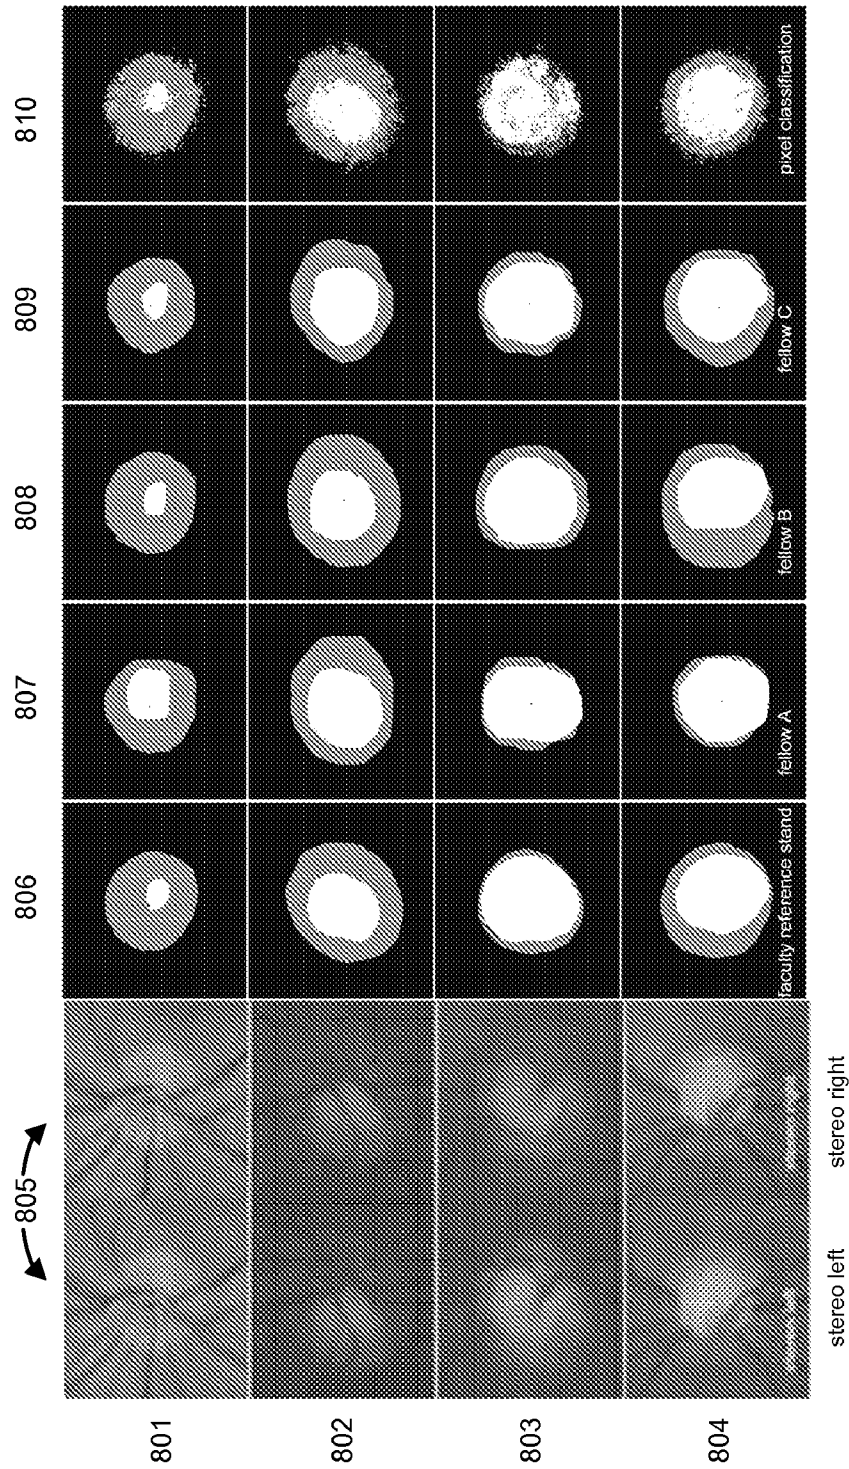 805
806
807
808
809
810
801
802
803
804
faculty reference stand
fellow A
fellow B
fellow C
pixel classification
stereo left
stereo right